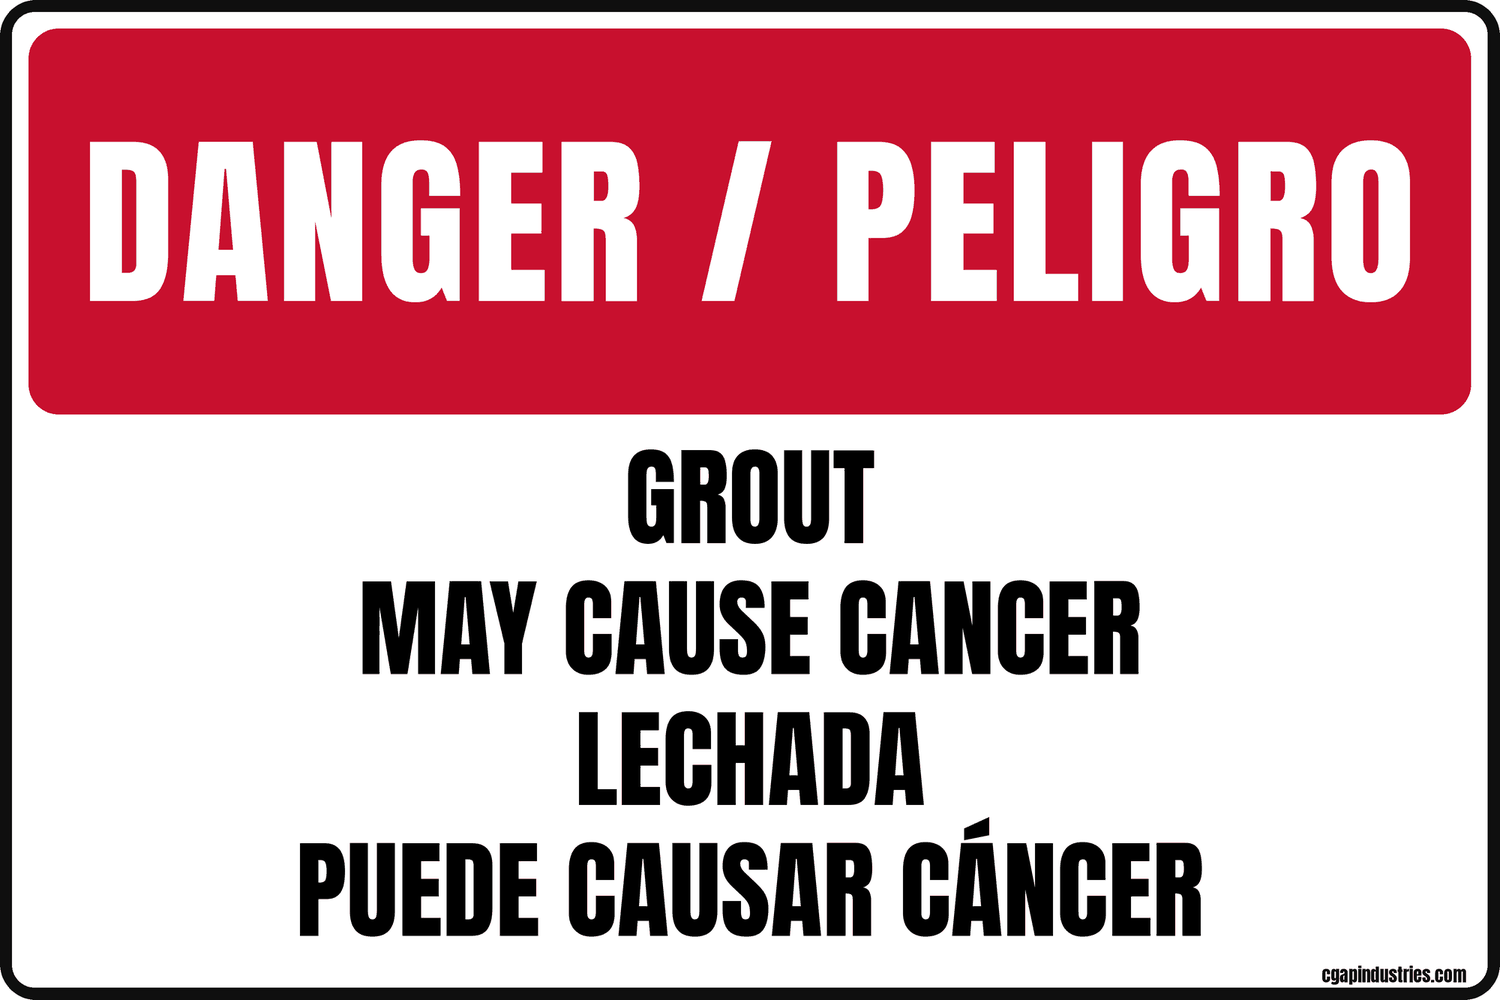 DANGER / PELIGRO
GROUT
MAY CAUSE CANCER
LECHADA
PUEDE CAUSAR CÁNCER
cgapindustries.com